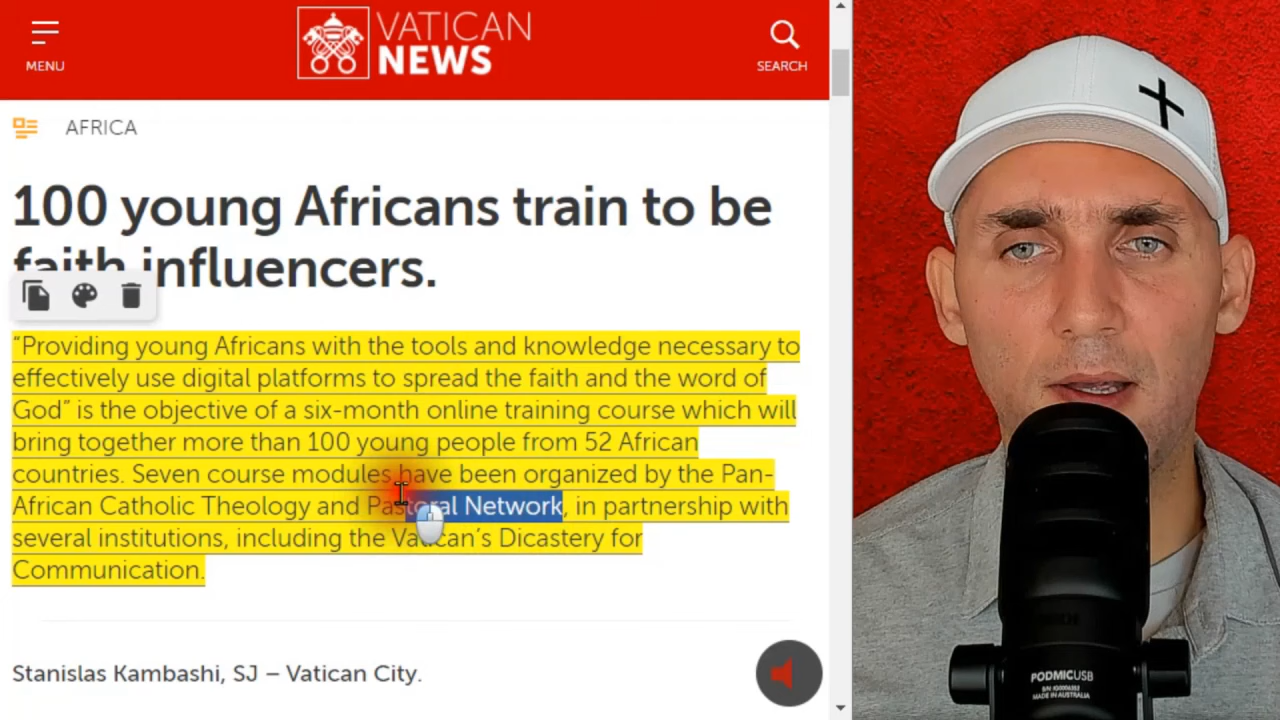 MENU
VATICAN
NEWS
SEARCH
AFRICA
100 young Africans train to be
faith influencers.
“Providing young Africans with the tools and knowledge necessary to
effectively use digital platforms to spread the faith and the word of
God” is the objective of a six-month online training course which will
bring together more than 100 young people from 52 African
countries. Seven course modules have been organized by the Pan-
African Catholic Theology and Pastoral Network, in partnership with
several institutions, including the Vatican’s Dicastery for
Communication.
Stanislas Kambashi, SJ – Vatican City.
PODMICUSB
MADE IN AUSTRALIA